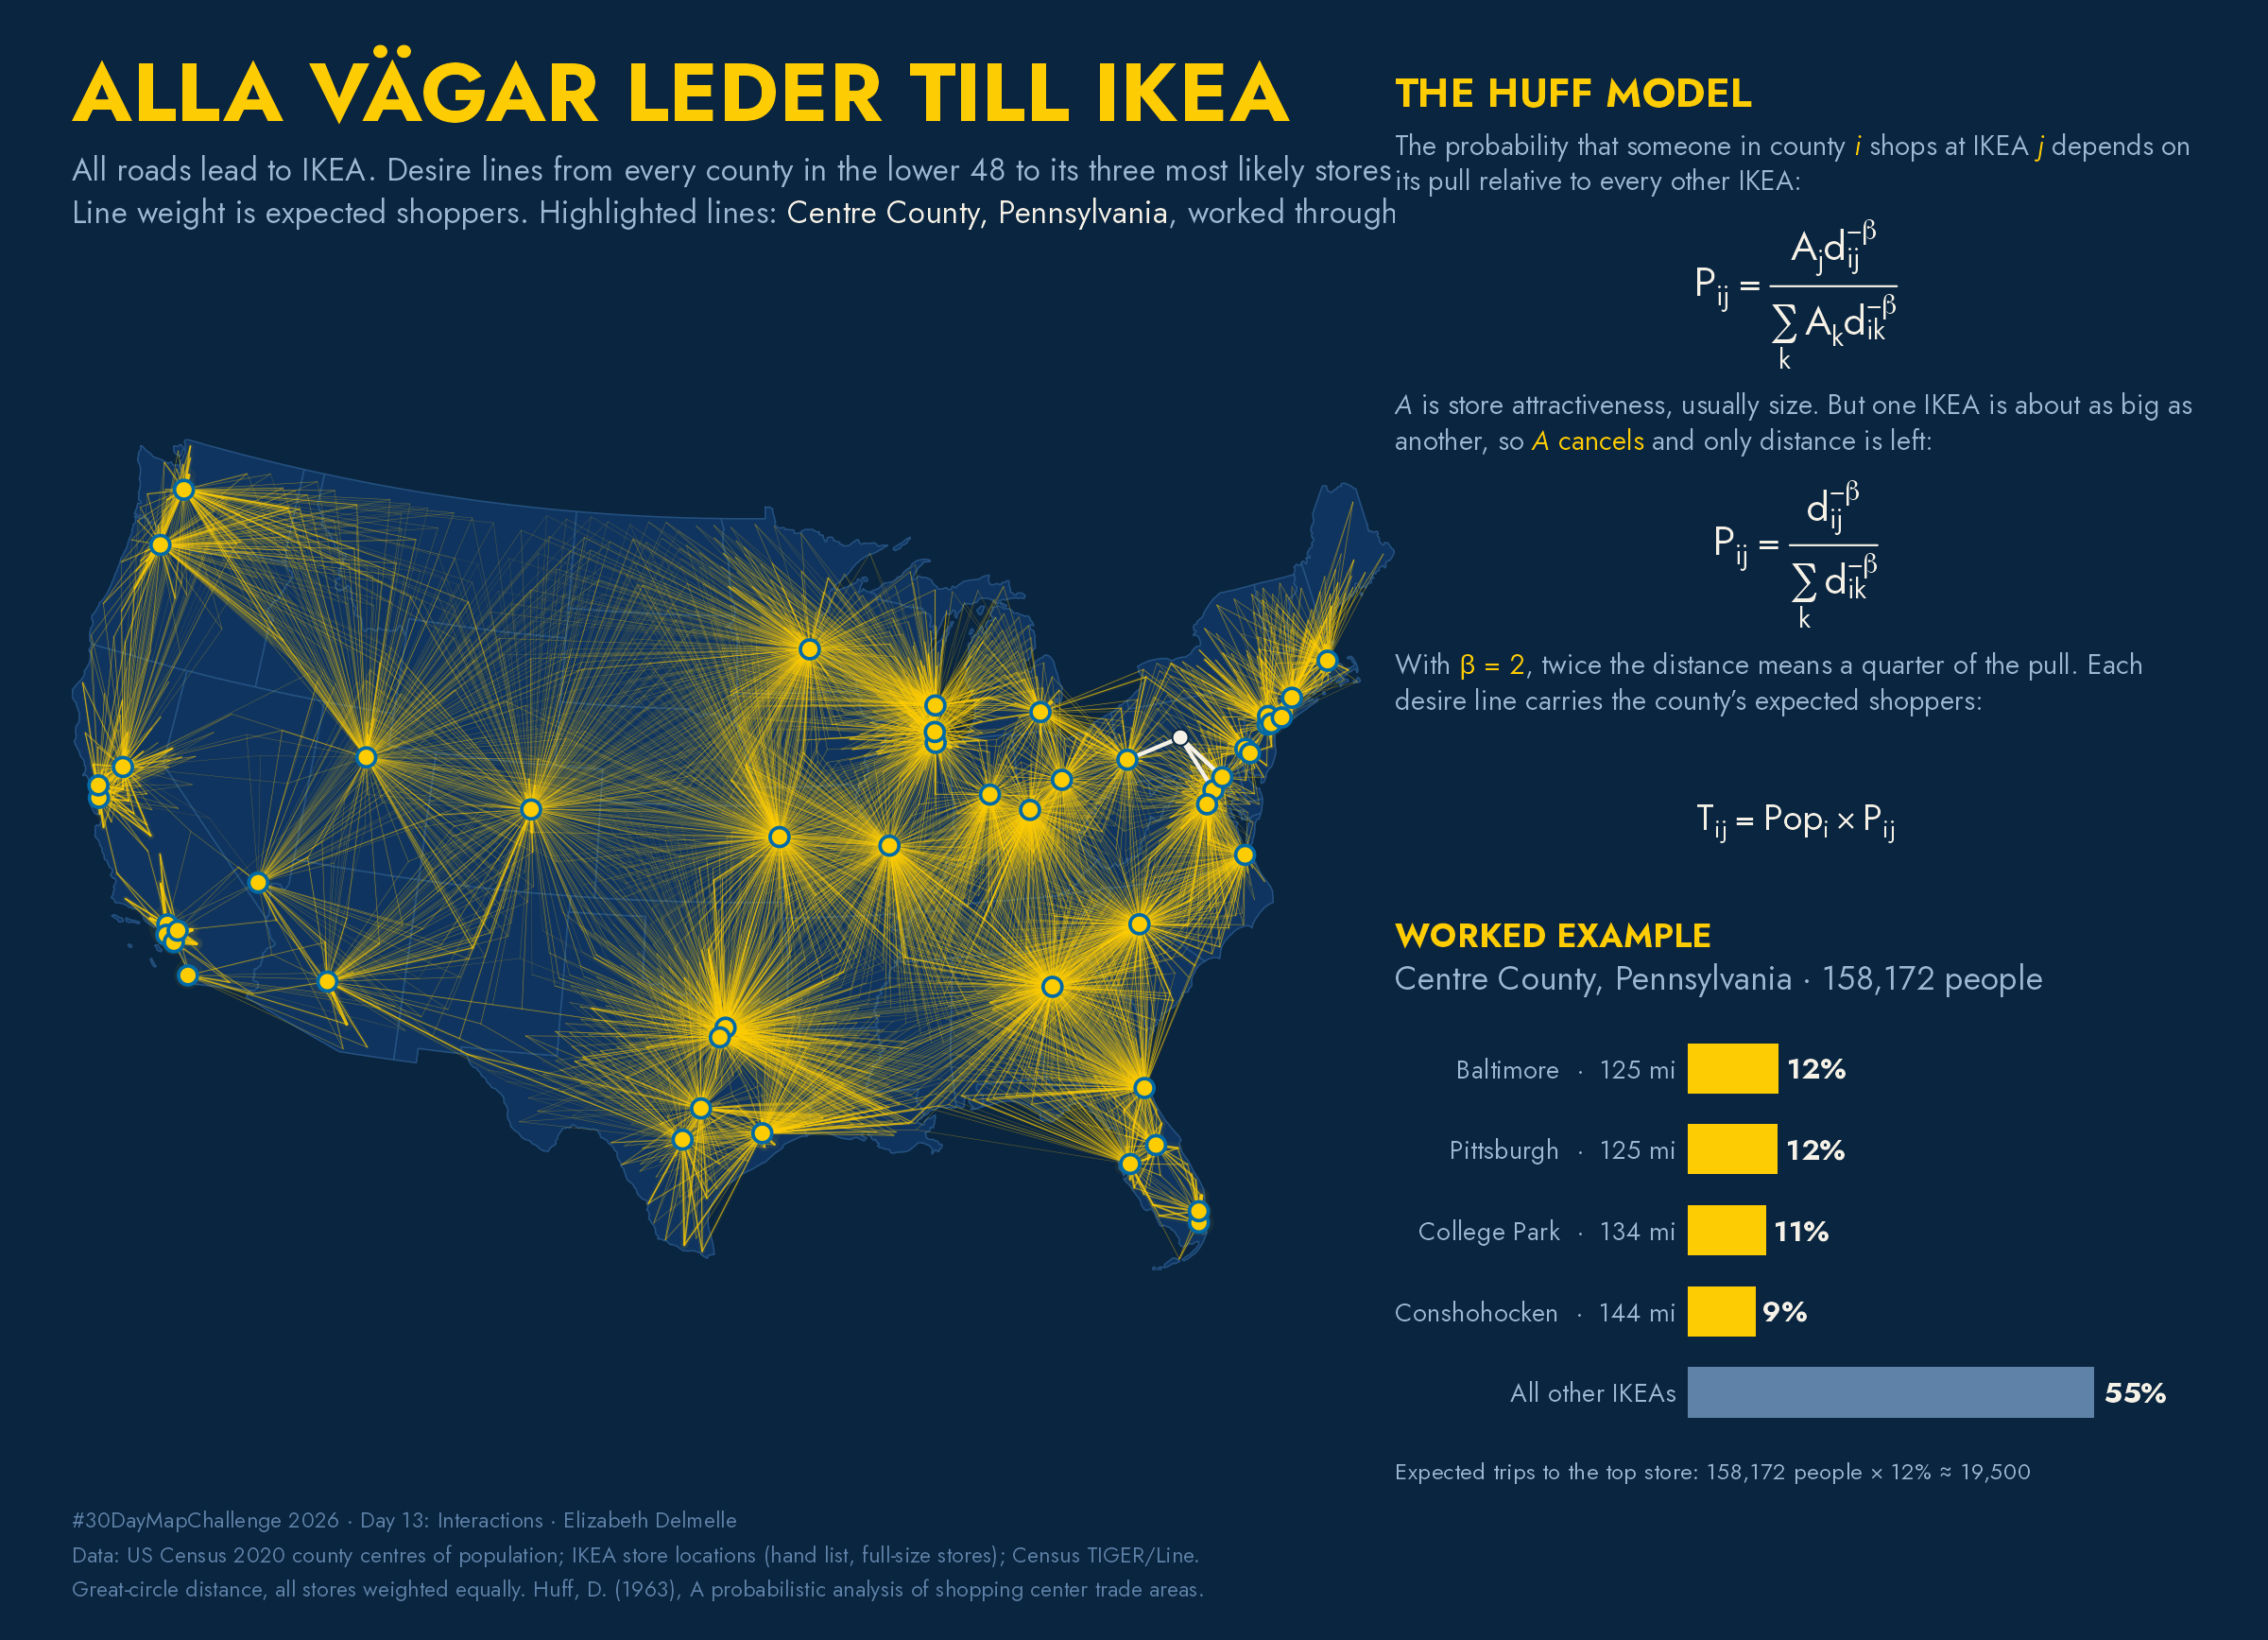 ALLA VÄGAR LEDER TILL IKEA
All roads lead to IKEA. Desire lines from every county in the lower 48 to its three most likely stores
Line weight is expected shoppers. Highlighted lines: Centre County, Pennsylvania, worked through
THE HUFF MODEL
The probability that someone in county i shops at IKEA j depends on
its pull relative to every other IKEA:
P_ij = A_j d_ij^−β / ∑_k A_k d_ik^−β
A is store attractiveness, usually size. But one IKEA is about as big as
another, so A cancels and only distance is left:
P_ij = d_ij^−β / ∑_k d_ik^−β
With β = 2, twice the distance means a quarter of the pull. Each
desire line carries the county’s expected shoppers:
T_ij = Pop_i × P_ij
WORKED EXAMPLE
Centre County, Pennsylvania · 158,172 people
Baltimore · 125 mi 12%
Pittsburgh · 125 mi 12%
College Park · 134 mi 11%
Conshohocken · 144 mi 9%
All other IKEAs 55%
Expected trips to the top store: 158,172 people × 12% ≈ 19,500
#30DayMapChallenge 2026 · Day 13: Interactions · Elizabeth Delmelle
Data: US Census 2020 county centres of population; IKEA store locations (hand list, full-size stores); Census TIGER/Line.
Great-circle distance, all stores weighted equally. Huff, D. (1963), A probabilistic analysis of shopping center trade areas.